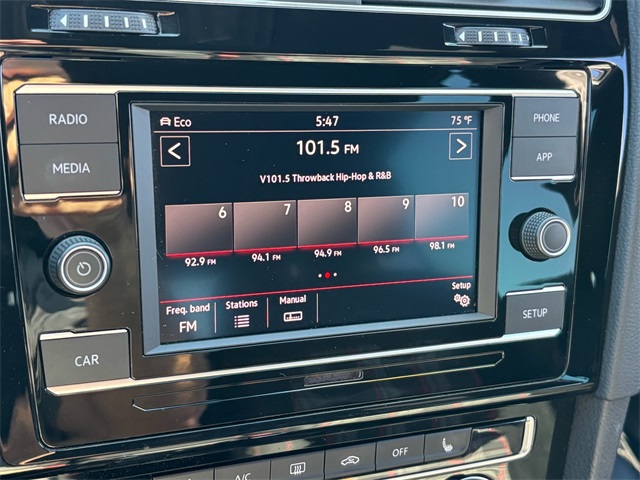 RADIO
MEDIA
CAR
PHONE
APP
SETUP
Eco 5:47 75 °F
< 101.5 FM >
V101.5 Throwback Hip-Hop & R&B
6 7 8 9 10
92.9 FM 94.1 FM 94.9 FM 96.5 FM 98.1 FM
Freq. band Stations Manual Setup
FM
A/C OFF